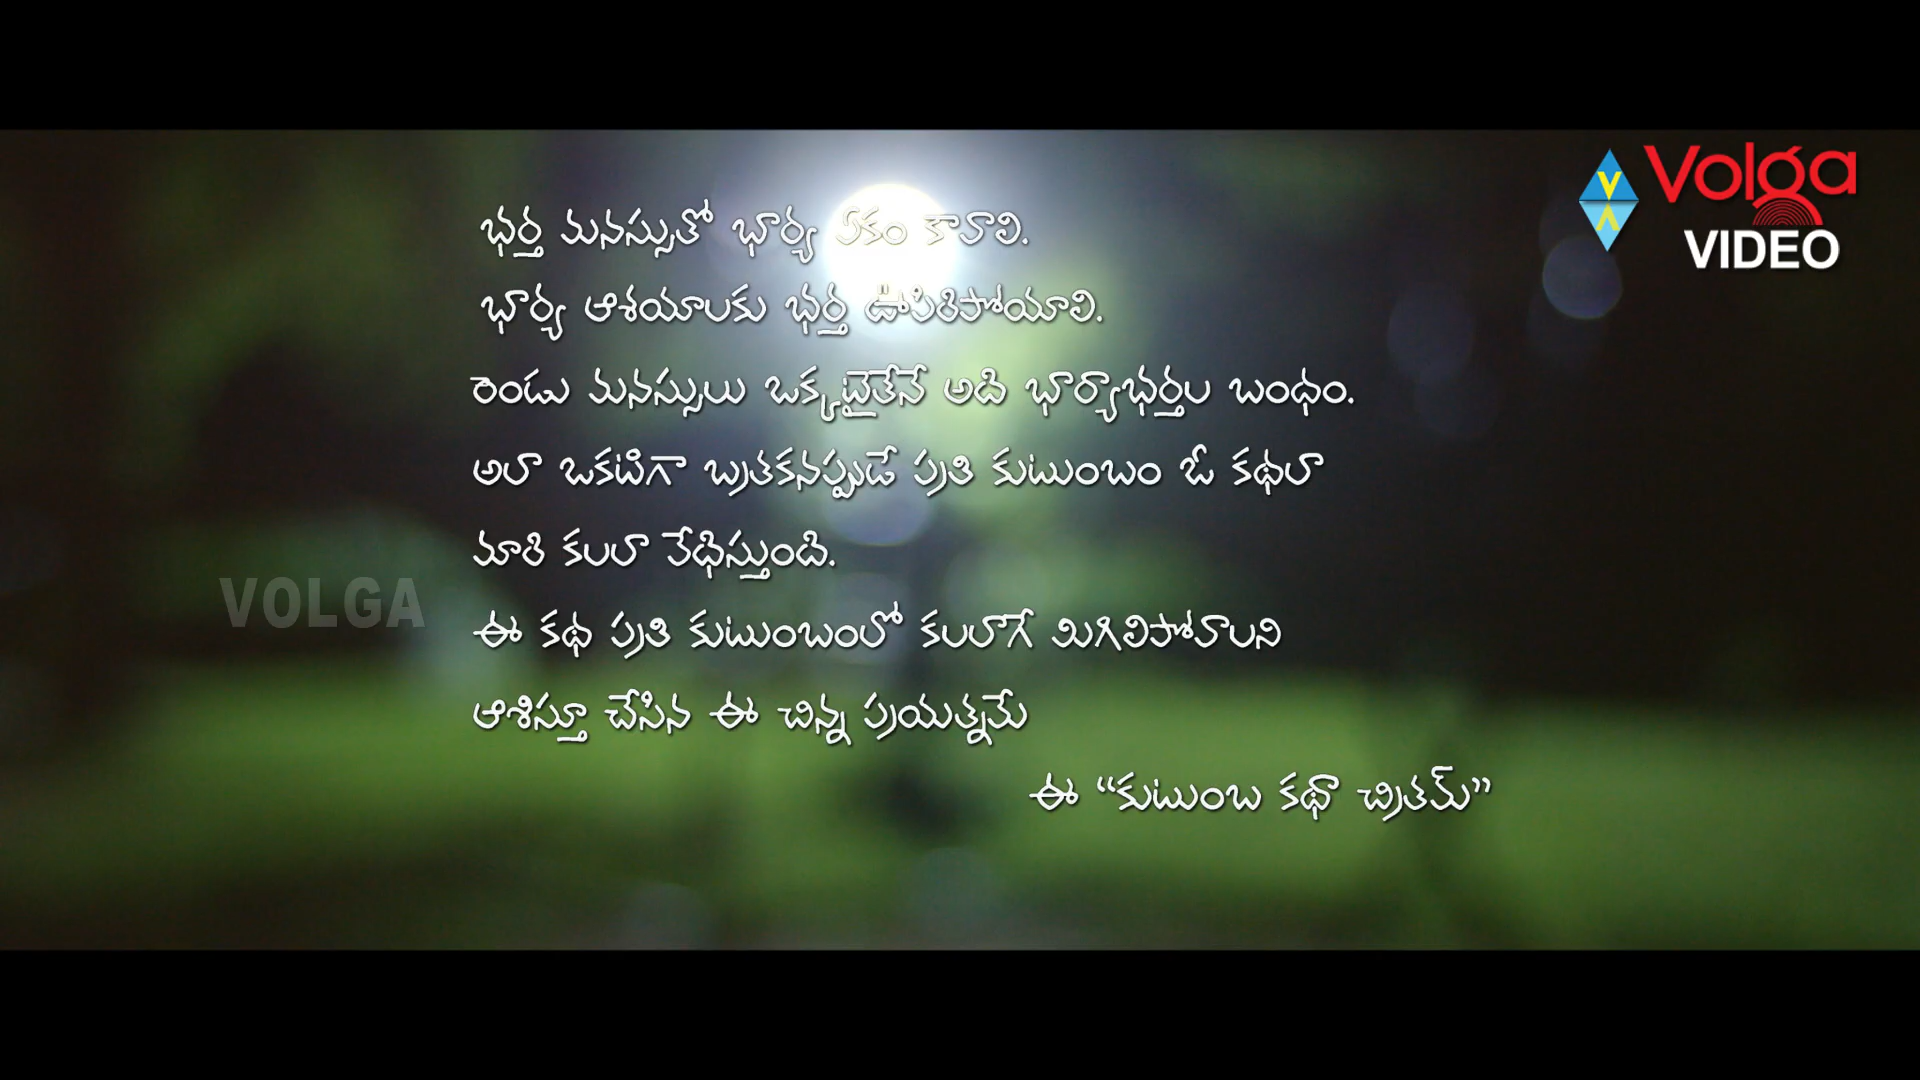 Volga
VIDEO
భర్త మనస్సుతో భార్య ఏకం కావాలి.
భార్య ఆశయాలకు భర్త ఊపిరిపోయాలి.
రెండు మనస్సులు ఒక్కటైతేనే అది భార్యాభర్తల బంధం.
అలా ఒకటిగా బ్రతకనప్పుడే ప్రతి కుటుంబం ఓ కథలా
మారి కలలా వేధిస్తుంది.
VOLGA
ఈ కథ ప్రతి కుటుంబంలో కలలాగే మిగిలిపోవాలని
ఆశిస్తూ చేసిన ఈ చిన్న ప్రయత్నమే
ఈ “కుటుంబ కథా చిత్రమ్”